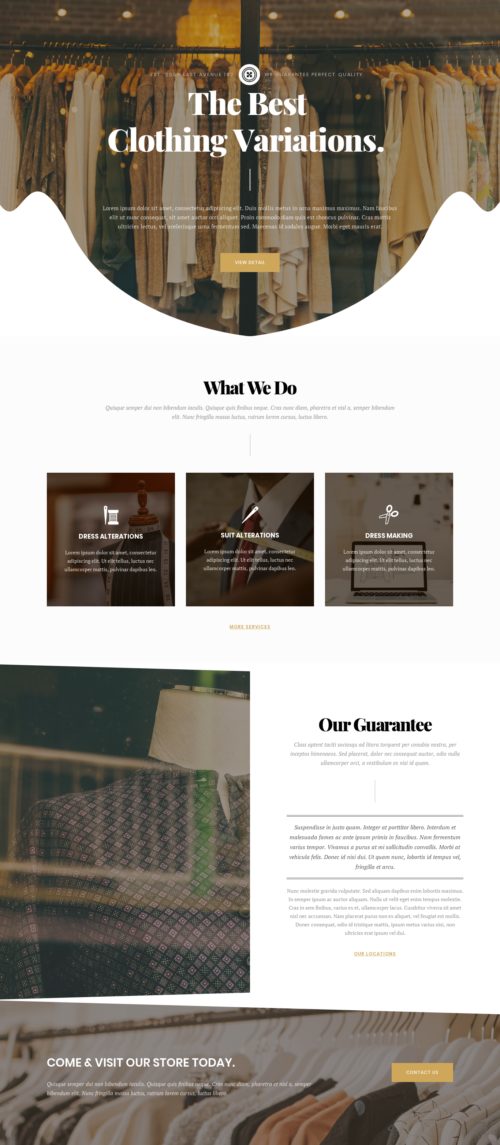 WE GUARANTEE PERFECT QUALITY
The Best
Clothing Variations.
Lorem ipsum dolor sit amet, consectetur adipiscing elit. Duis mollis metus in urna maximus maximus. Nam faucibus
elit ut nunc consequat, sit amet auctor orci aliquet. Proin commodo diam quis est rhoncus pulvinar. Cras mattis
ultricies lectus, vel scelerisque urna fermentum sed. Maecenas id sodales augue. Morbi eget mauris erat.
VIEW DETAIL
What We Do
Quisque semper dui non bibendum iaculis. Quisque quis finibus neque. Cras nunc diam, pharetra et nisl a, semper bibendum
elit. Nunc fringilla massa luctus, rutrum lorem cursus, luctus libero.
DRESS ALTERATIONS
Lorem ipsum dolor sit amet, consectetur
adipiscing elit. Ut elit tellus, luctus nec
ullamcorper mattis, pulvinar dapibus leo.
SUIT ALTERATIONS
Lorem ipsum dolor sit amet, consectetur
adipiscing elit. Ut elit tellus, luctus nec
ullamcorper mattis, pulvinar dapibus leo.
DRESS MAKING
Lorem ipsum dolor sit amet, consectetur
adipiscing elit. Ut elit tellus, luctus nec
ullamcorper mattis, pulvinar dapibus leo.
MORE SERVICES
Our Guarantee
Class aptent taciti sociosqu ad litora torquent per conubia nostra, per
inceptos himenaeos. Sed placerat, dolor nec consequat auctor, odio nulla
ullamcorper orci, a vestibulum ex nisi id quam.
Suspendisse in justo quam. Integer at porttitor libero. Interdum et
malesuada fames ac ante ipsum primis in faucibus. Nam fermentum
varius tempor. Vivamus a purus at mi sollicitudin convallis. Morbi at
vehicula felis. Donec id nisi dui. Ut quam nunc, lobortis id tempus vel,
fringilla et arcu.
Nunc molestie gravida vulputate. Sed aliquam dapibus enim lobortis maximus.
In semper ipsum ac auctor aliquam. Nulla ut velit eget enim tempus molestie.
Cras in sem finibus, varius ex et, ullamcorper lacus. Curabitur viverra sit amet
nisl nec accumsan. Nam placerat purus non ex aliquet, vel feugiat est mollis.
Donec consequat, odio id tristique mattis, ipsum metus varius nisi, non
ultricies erat ipsum vel dui.
OUR LOCATIONS
COME & VISIT OUR STORE TODAY.
Quisque semper dui non bibendum iaculis. Quisque quis finibus neque. Cras nunc diam, pharetra et nisl a, semper
bibendum elit. Nunc fringilla massa luctus, rutrum lorem cursus, luctus libero.
CONTACT US